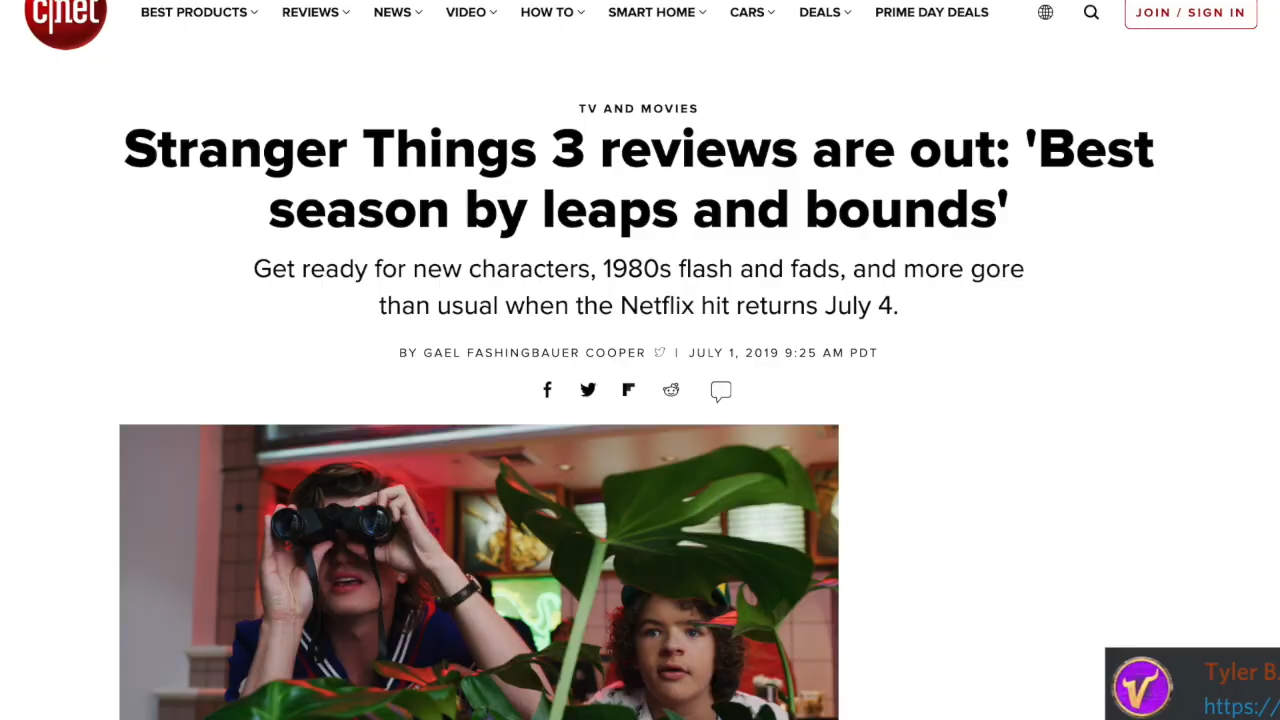 c|net
BEST PRODUCTS REVIEWS NEWS VIDEO HOW TO SMART HOME CARS DEALS PRIME DAY DEALS JOIN / SIGN IN
TV AND MOVIES
Stranger Things 3 reviews are out: 'Best
season by leaps and bounds'
Get ready for new characters, 1980s flash and fads, and more gore
than usual when the Netflix hit returns July 4.
BY GAEL FASHINGBAUER COOPER | JULY 1, 2019 9:25 AM PDT
Tyler B.
https://